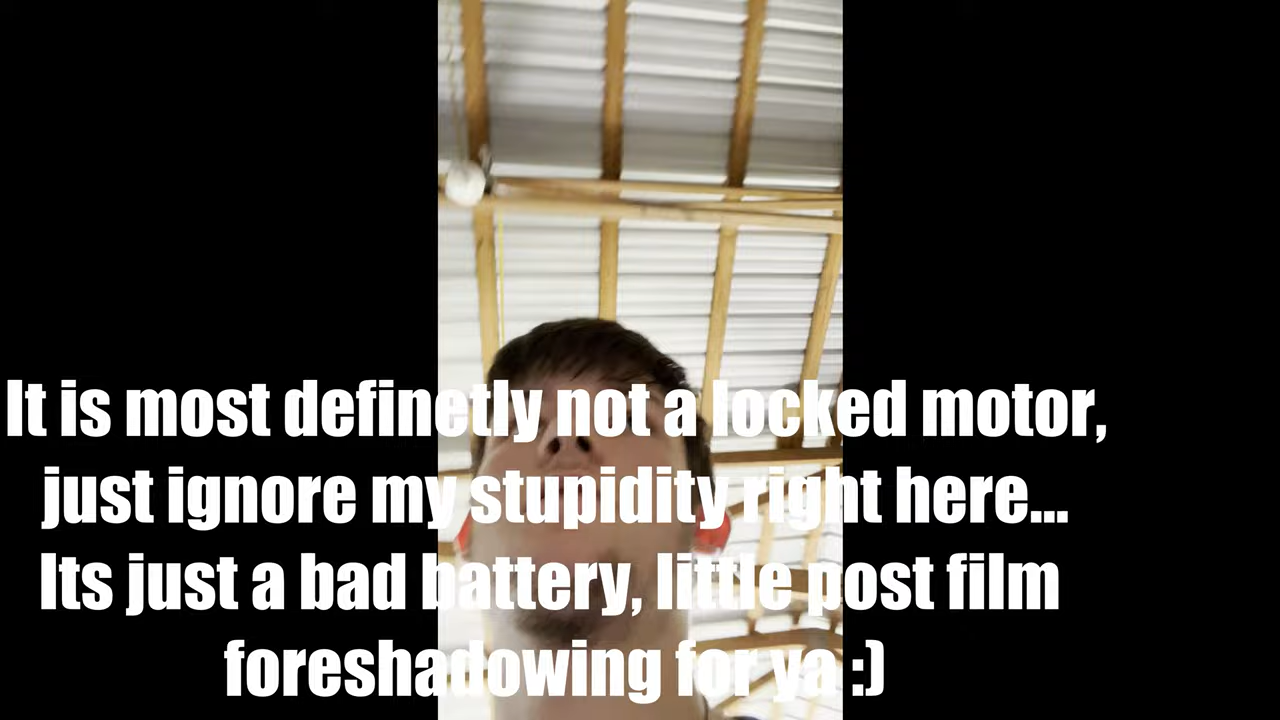 It is most definetly not a locked motor,
just ignore my stupidity right here...
Its just a bad battery, little post film
foreshadowing for ya :)